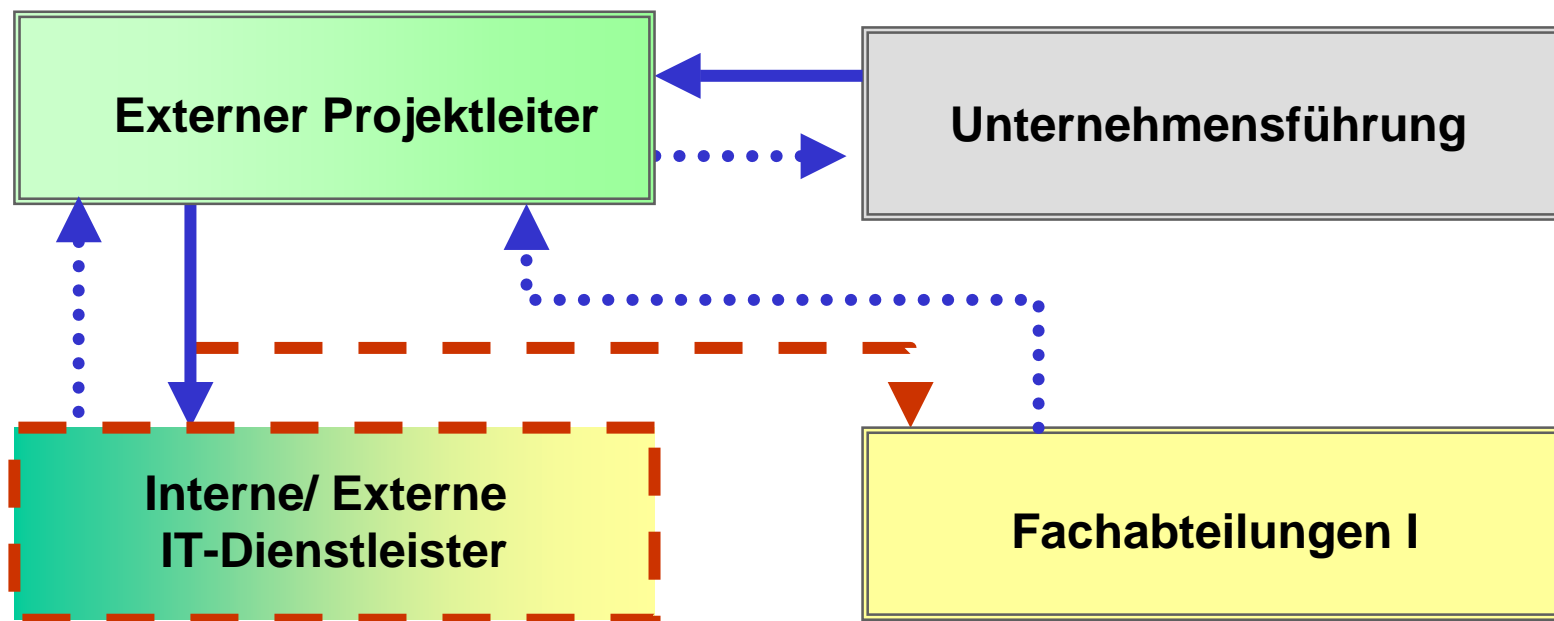 Externer Projektleiter
Unternehmensführung
Interne/ Externe
IT-Dienstleister
Fachabteilungen I